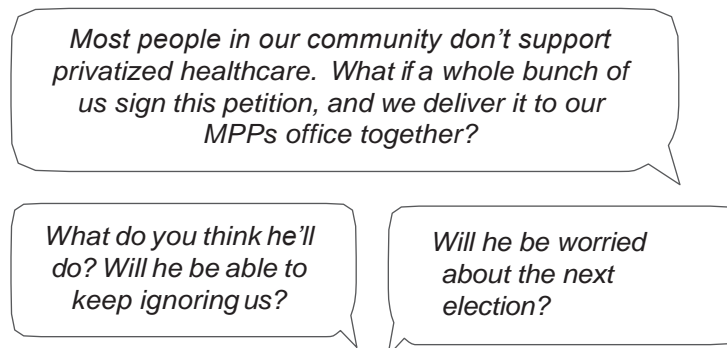 Most people in our community don’t support
privatized healthcare. What if a whole bunch of
us sign this petition, and we deliver it to our
MPPs office together?
What do you think he’ll
do? Will he be able to
keep ignoring us?
Will he be worried
about the next
election?